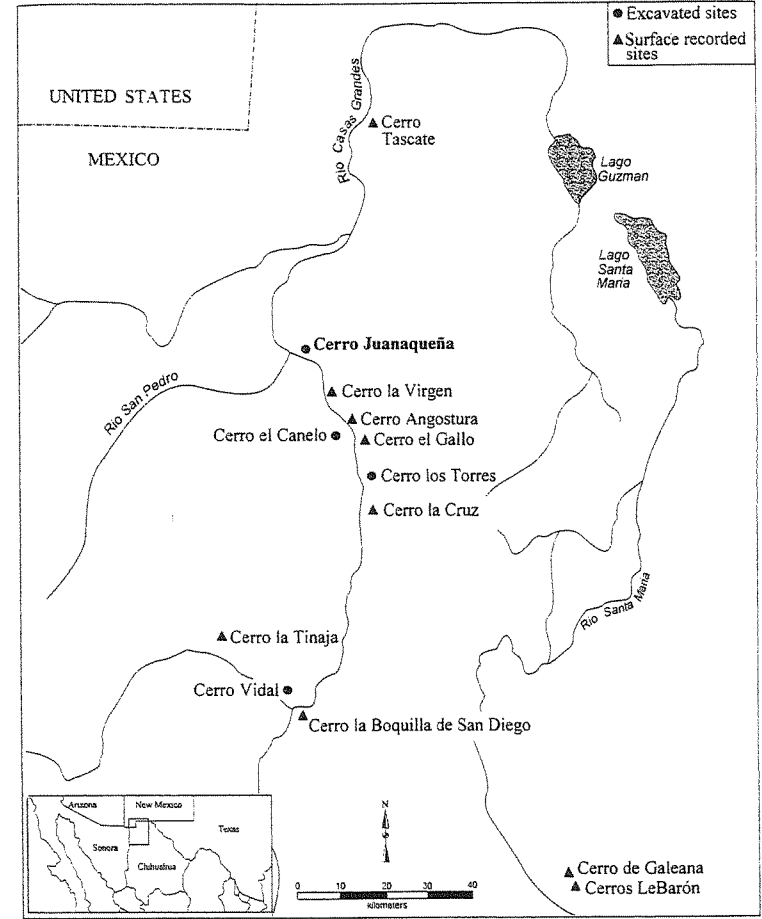 Excavated sites
Surface recorded
sites
UNITED STATES
MEXICO
Rio Casas Grandes
Cerro
Tascate
Lago
Guzman
Lago
Santa
Maria
Cerro Juanaqueña
Rio San Pedro
Cerro la Virgen
Cerro Angostura
Cerro el Canelo
Cerro el Gallo
Cerro los Torres
Cerro la Cruz
Rio Santa Maria
Cerro la Tinaja
Cerro Vidal
Cerro la Boquilla de San Diego
Arizona
New Mexico
Texas
Sonora
Chihuahua
N
0 10 20 30 40
kilometers
Cerro de Galeana
Cerros LeBarón